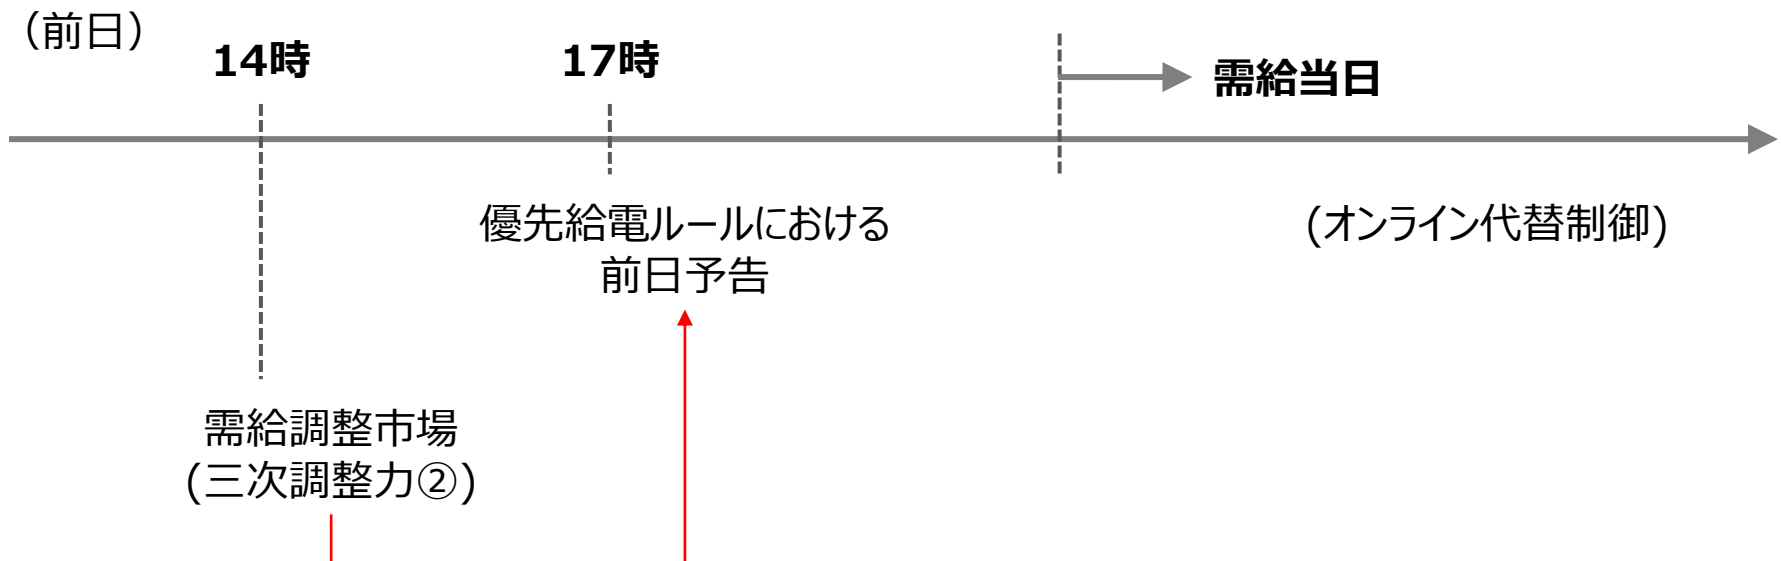 （前日）
14時
17時
需給当日
優先給電ルールにおける
前日予告
(オンライン代替制御)
需給調整市場
(三次調整力②)